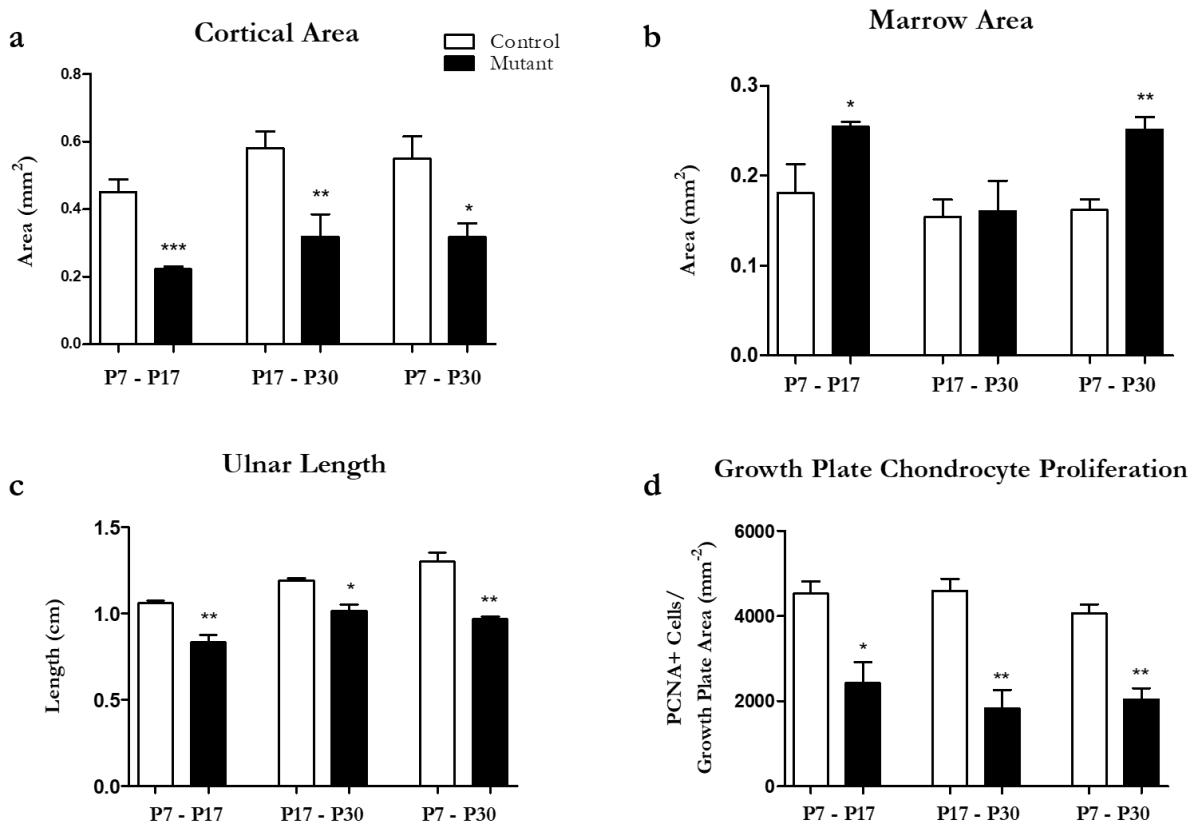 a
Cortical Area
Control
Mutant
0.8
0.6
0.4
0.2
0.0
Area (mm²)
***
**
*
P7 - P17
P17 - P30
P7 - P30
b
Marrow Area
0.3
0.2
0.1
0.0
Area (mm²)
*
**
P7 - P17
P17 - P30
P7 - P30
c
Ulnar Length
1.5
1.0
0.5
0.0
Length (cm)
**
*
**
P7 - P17
P17 - P30
P7 - P30
d
Growth Plate Chondrocyte Proliferation
6000
4000
2000
0
PCNA+ Cells/
Growth Plate Area (mm⁻²)
*
**
**
P7 - P17
P17 - P30
P7 - P30